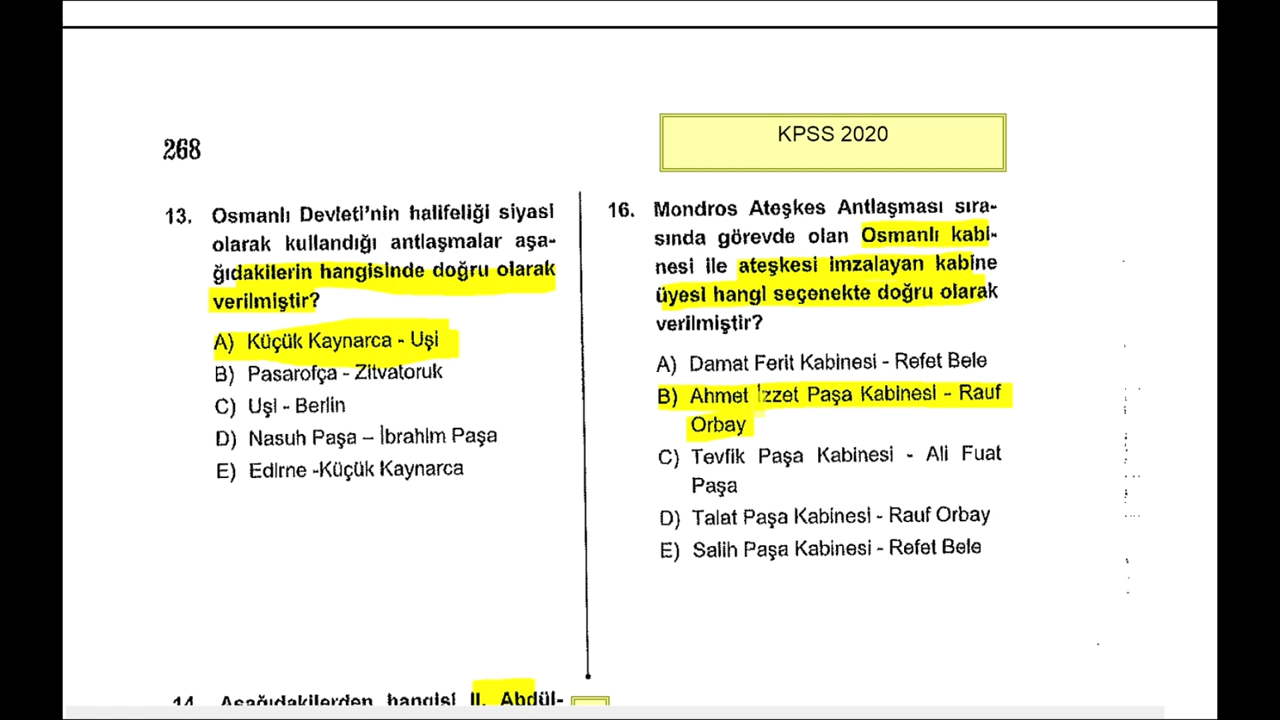 268
KPSS 2020
13. Osmanlı Devleti'nin halifeliği siyasi
olarak kullandığı antlaşmalar aşa-
ğıdakilerin hangisinde doğru olarak
verilmiştir?
A) Küçük Kaynarca - Uşi
B) Pasarofça - Zitvatoruk
C) Uşi - Berlin
D) Nasuh Paşa – İbrahim Paşa
E) Edirne -Küçük Kaynarca
14 Aşağıdakilerden hangisi II. Abdül-
16. Mondros Ateşkes Antlaşması sıra-
sında görevde olan Osmanlı kabi-
nesi ile ateşkesi imzalayan kabine
üyesi hangi seçenekte doğru olarak
verilmiştir?
A) Damat Ferit Kabinesi - Refet Bele
B) Ahmet İzzet Paşa Kabinesi - Rauf
Orbay
C) Tevfik Paşa Kabinesi - Ali Fuat
Paşa
D) Talat Paşa Kabinesi - Rauf Orbay
E) Salih Paşa Kabinesi - Refet Bele